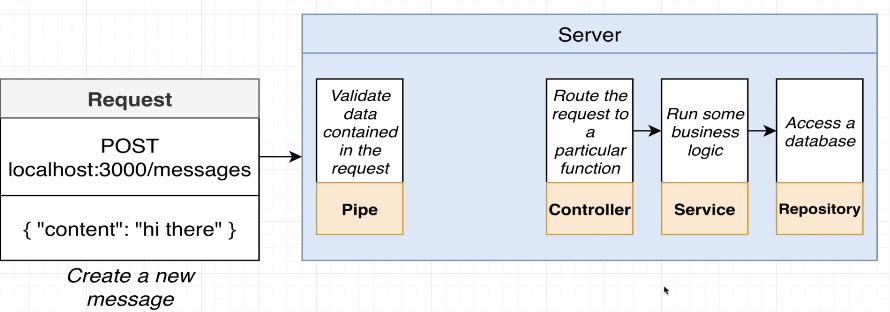 Server
Request
POST
localhost:3000/messages
{ "content": "hi there" }
Create a new
message
Validate
data
contained
in the
request
Pipe
Route the
request to
a
particular
function
Controller
Run some
business
logic
Service
Access a
database
Repository